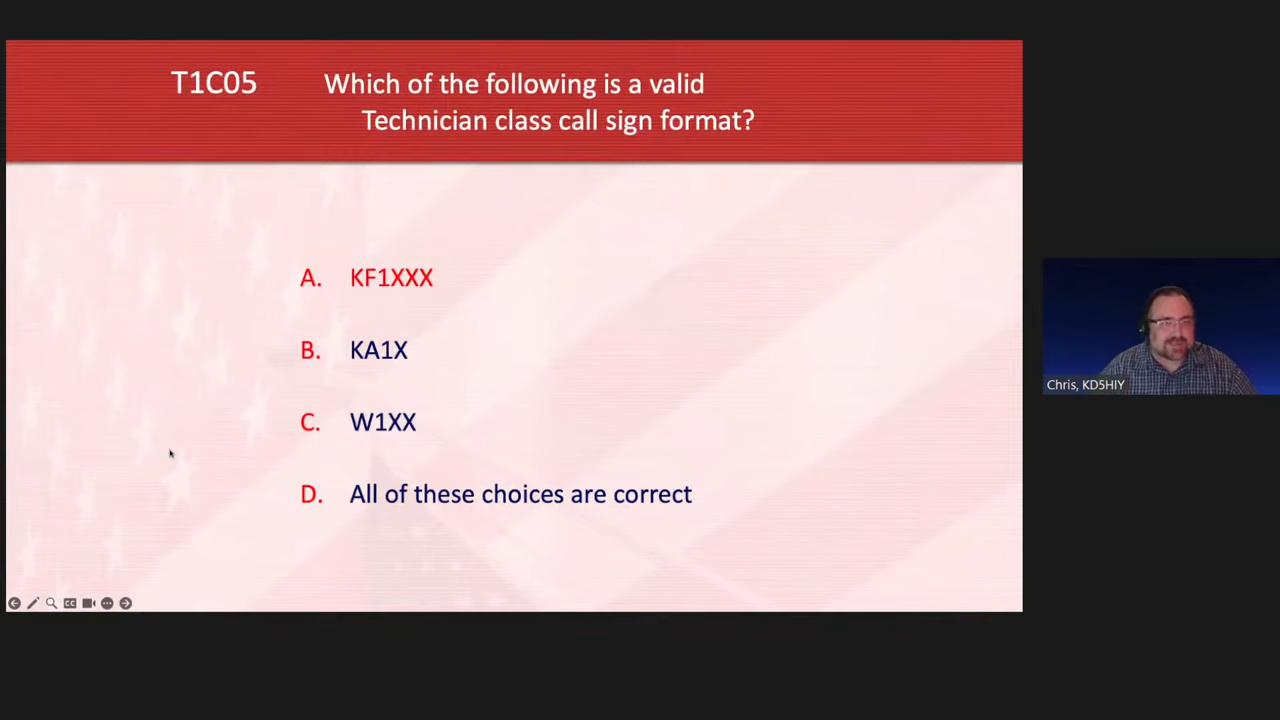 T1C05 Which of the following is a valid
Technician class call sign format?
A. KF1XXX
B. KA1X
C. W1XX
D. All of these choices are correct
Chris, KD5HIY
CC